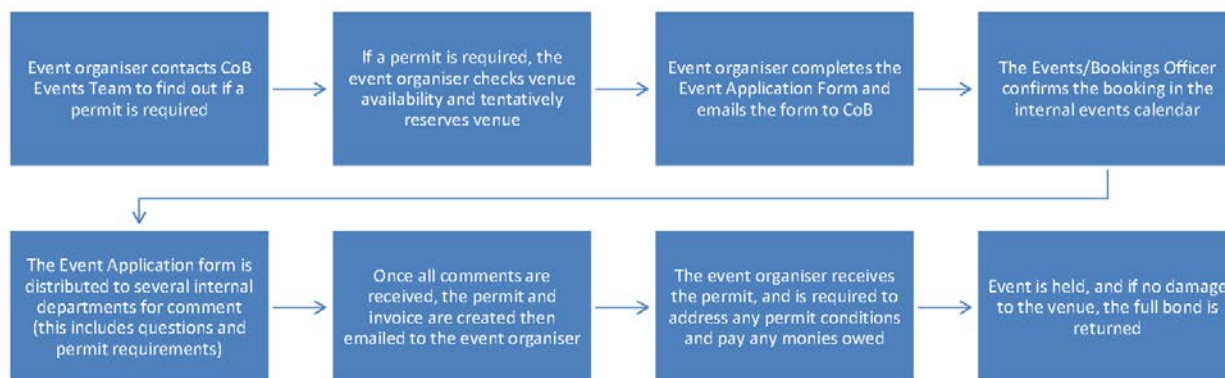 Event organiser contacts CoB
Events Team to find out if a
permit is required
If a permit is required, the
event organiser checks venue
availability and tentatively
reserves venue
Event organiser completes the
Event Application Form and
emails the form to CoB
The Events/Bookings Officer
confirms the booking in the
internal events calendar
The Event Application form is
distributed to several internal
departments for comment
(this includes questions and
permit requirements)
Once all comments are
received, the permit and
invoice are created then
emailed to the event organiser
The event organiser receives
the permit, and is required to
address any permit conditions
and pay any monies owed
Event is held, and if no damage
to the venue, the full bond is
returned